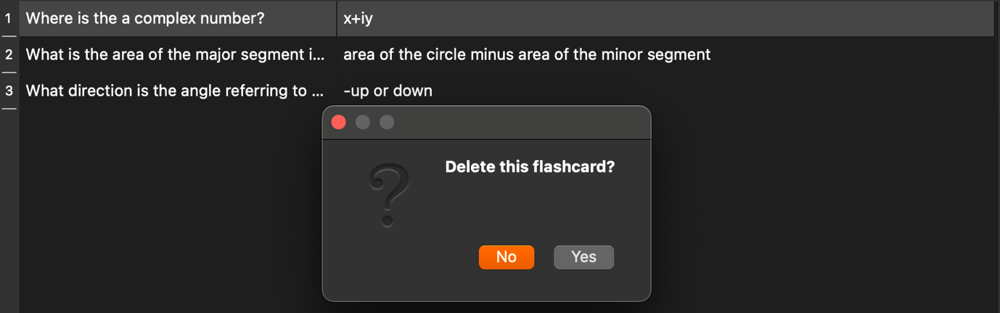 1 Where is the a complex number? x+iy
2 What is the area of the major segment i... area of the circle minus area of the minor segment
3 What direction is the angle referring to ... -up or down
?
Delete this flashcard?
No Yes